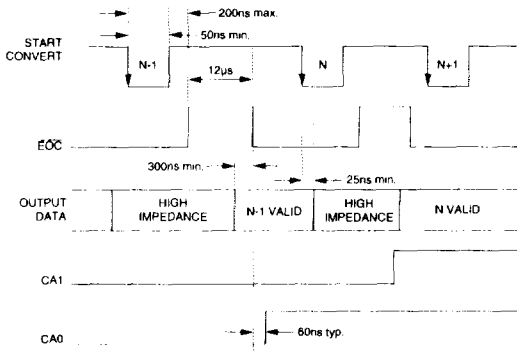 200ns max.
50ns min.
START
CONVERT
N-1
N
N+1
12µs
EOC
300ns min.
25ns min.
OUTPUT
DATA
HIGH
IMPEDANCE
N-1 VALID
HIGH
IMPEDANCE
N VALID
CA1
60ns typ.
CA0